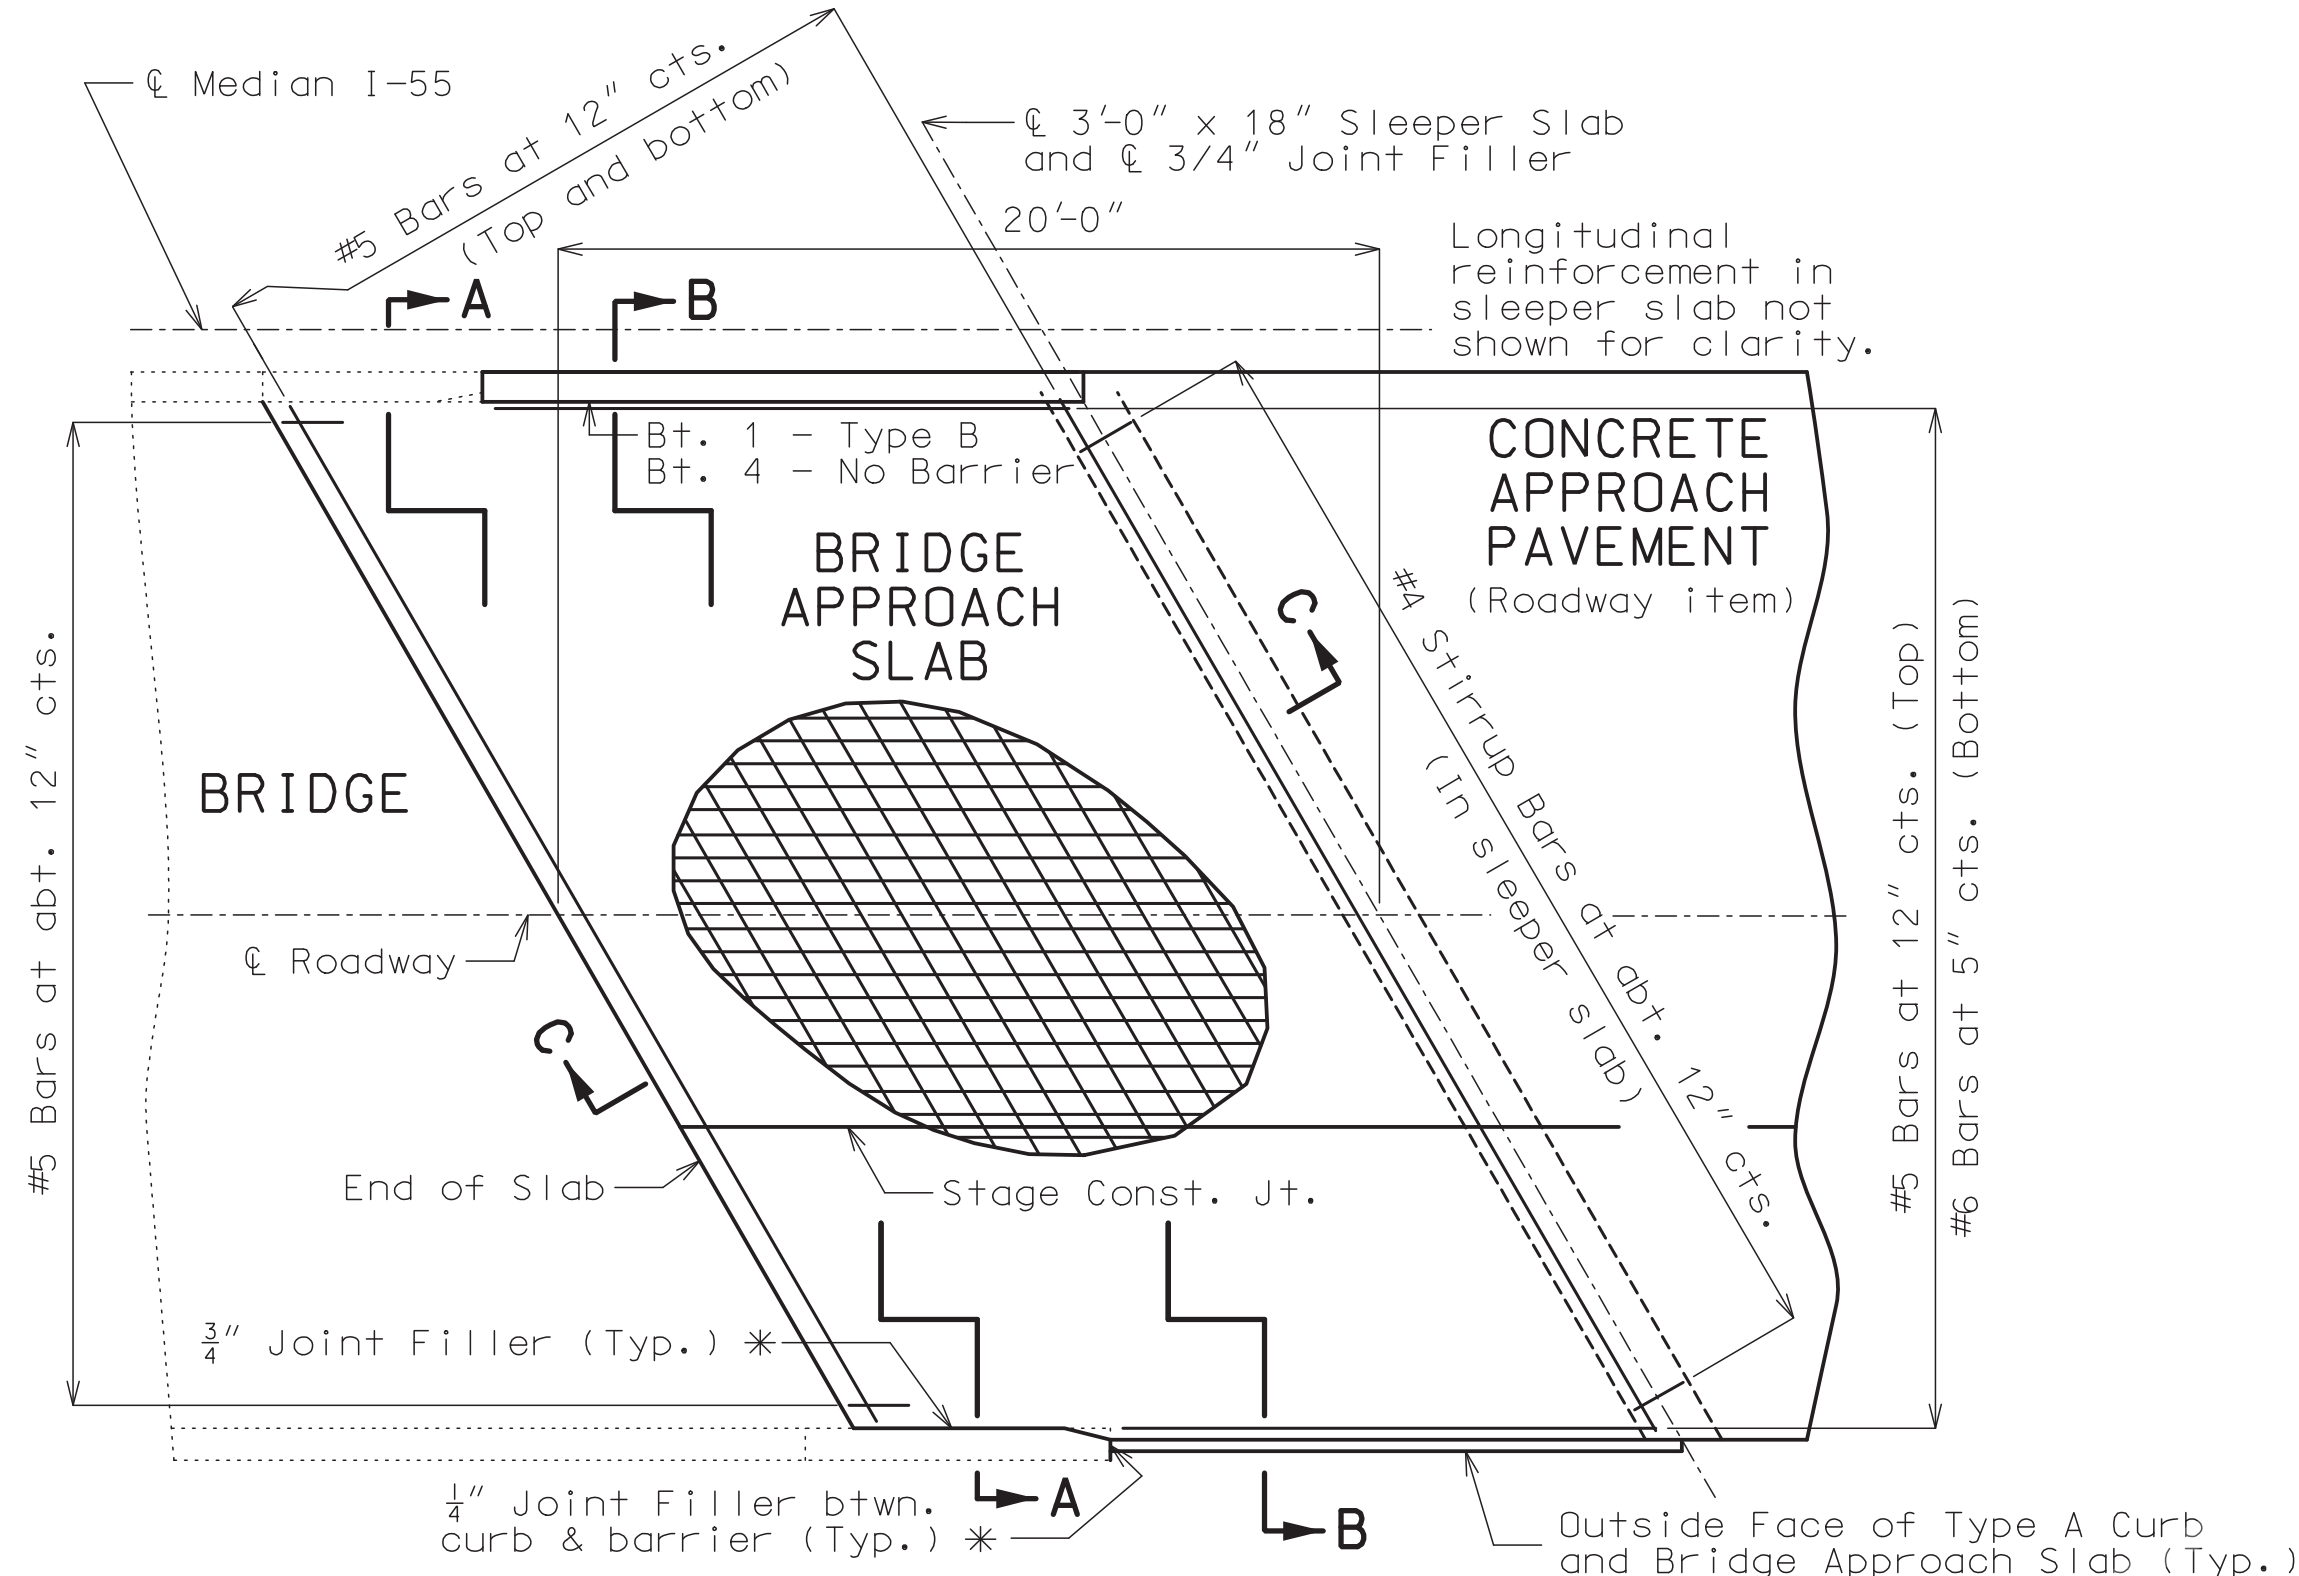 ℄ Median I-55
#5 Bars at 12" cts.
(Top and bottom)
℄ 3'-0" x 18" Sleeper Slab
and ℄ 3/4" Joint Filler
20'-0"
Longitudinal
reinforcement in
sleeper slab not
shown for clarity.
A
B
Bt. 1 - Type B
Bt. 4 - No Barrier
CONCRETE
APPROACH
PAVEMENT
(Roadway item)
BRIDGE
APPROACH
SLAB
C
#4 Stirrup Bars at abt. 12" cts.
(In sleeper slab)
#5 Bars at abt. 12" cts.
BRIDGE
#5 Bars at 12" cts. (Top)
#6 Bars at 5" cts. (Bottom)
℄ Roadway
C
End of Slab
Stage Const. Jt.
3/4" Joint Filler (Typ.) *
1/4" Joint Filler btwn.
curb & barrier (Typ.) *
A
B
Outside Face of Type A Curb
and Bridge Approach Slab (Typ.)